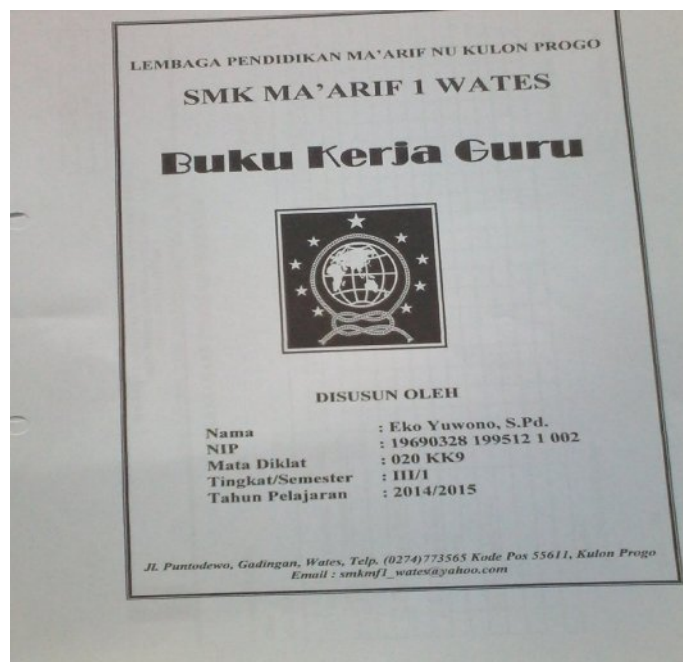 LEMBAGA PENDIDIKAN MA'ARIF NU KULON PROGO
SMK MA'ARIF 1 WATES
Buku Kerja Guru
DISUSUN OLEH
Nama : Eko Yuwono, S.Pd.
NIP : 19690328 199512 1 002
Mata Diklat : 020 KK9
Tingkat/Semester : III/1
Tahun Pelajaran : 2014/2015
JL Puntodewo, Gadingan, Wates, Telp. (0274)773565 Kode Pos 55611, Kulon Progo
Email : smkmf1_wates@yahoo.com